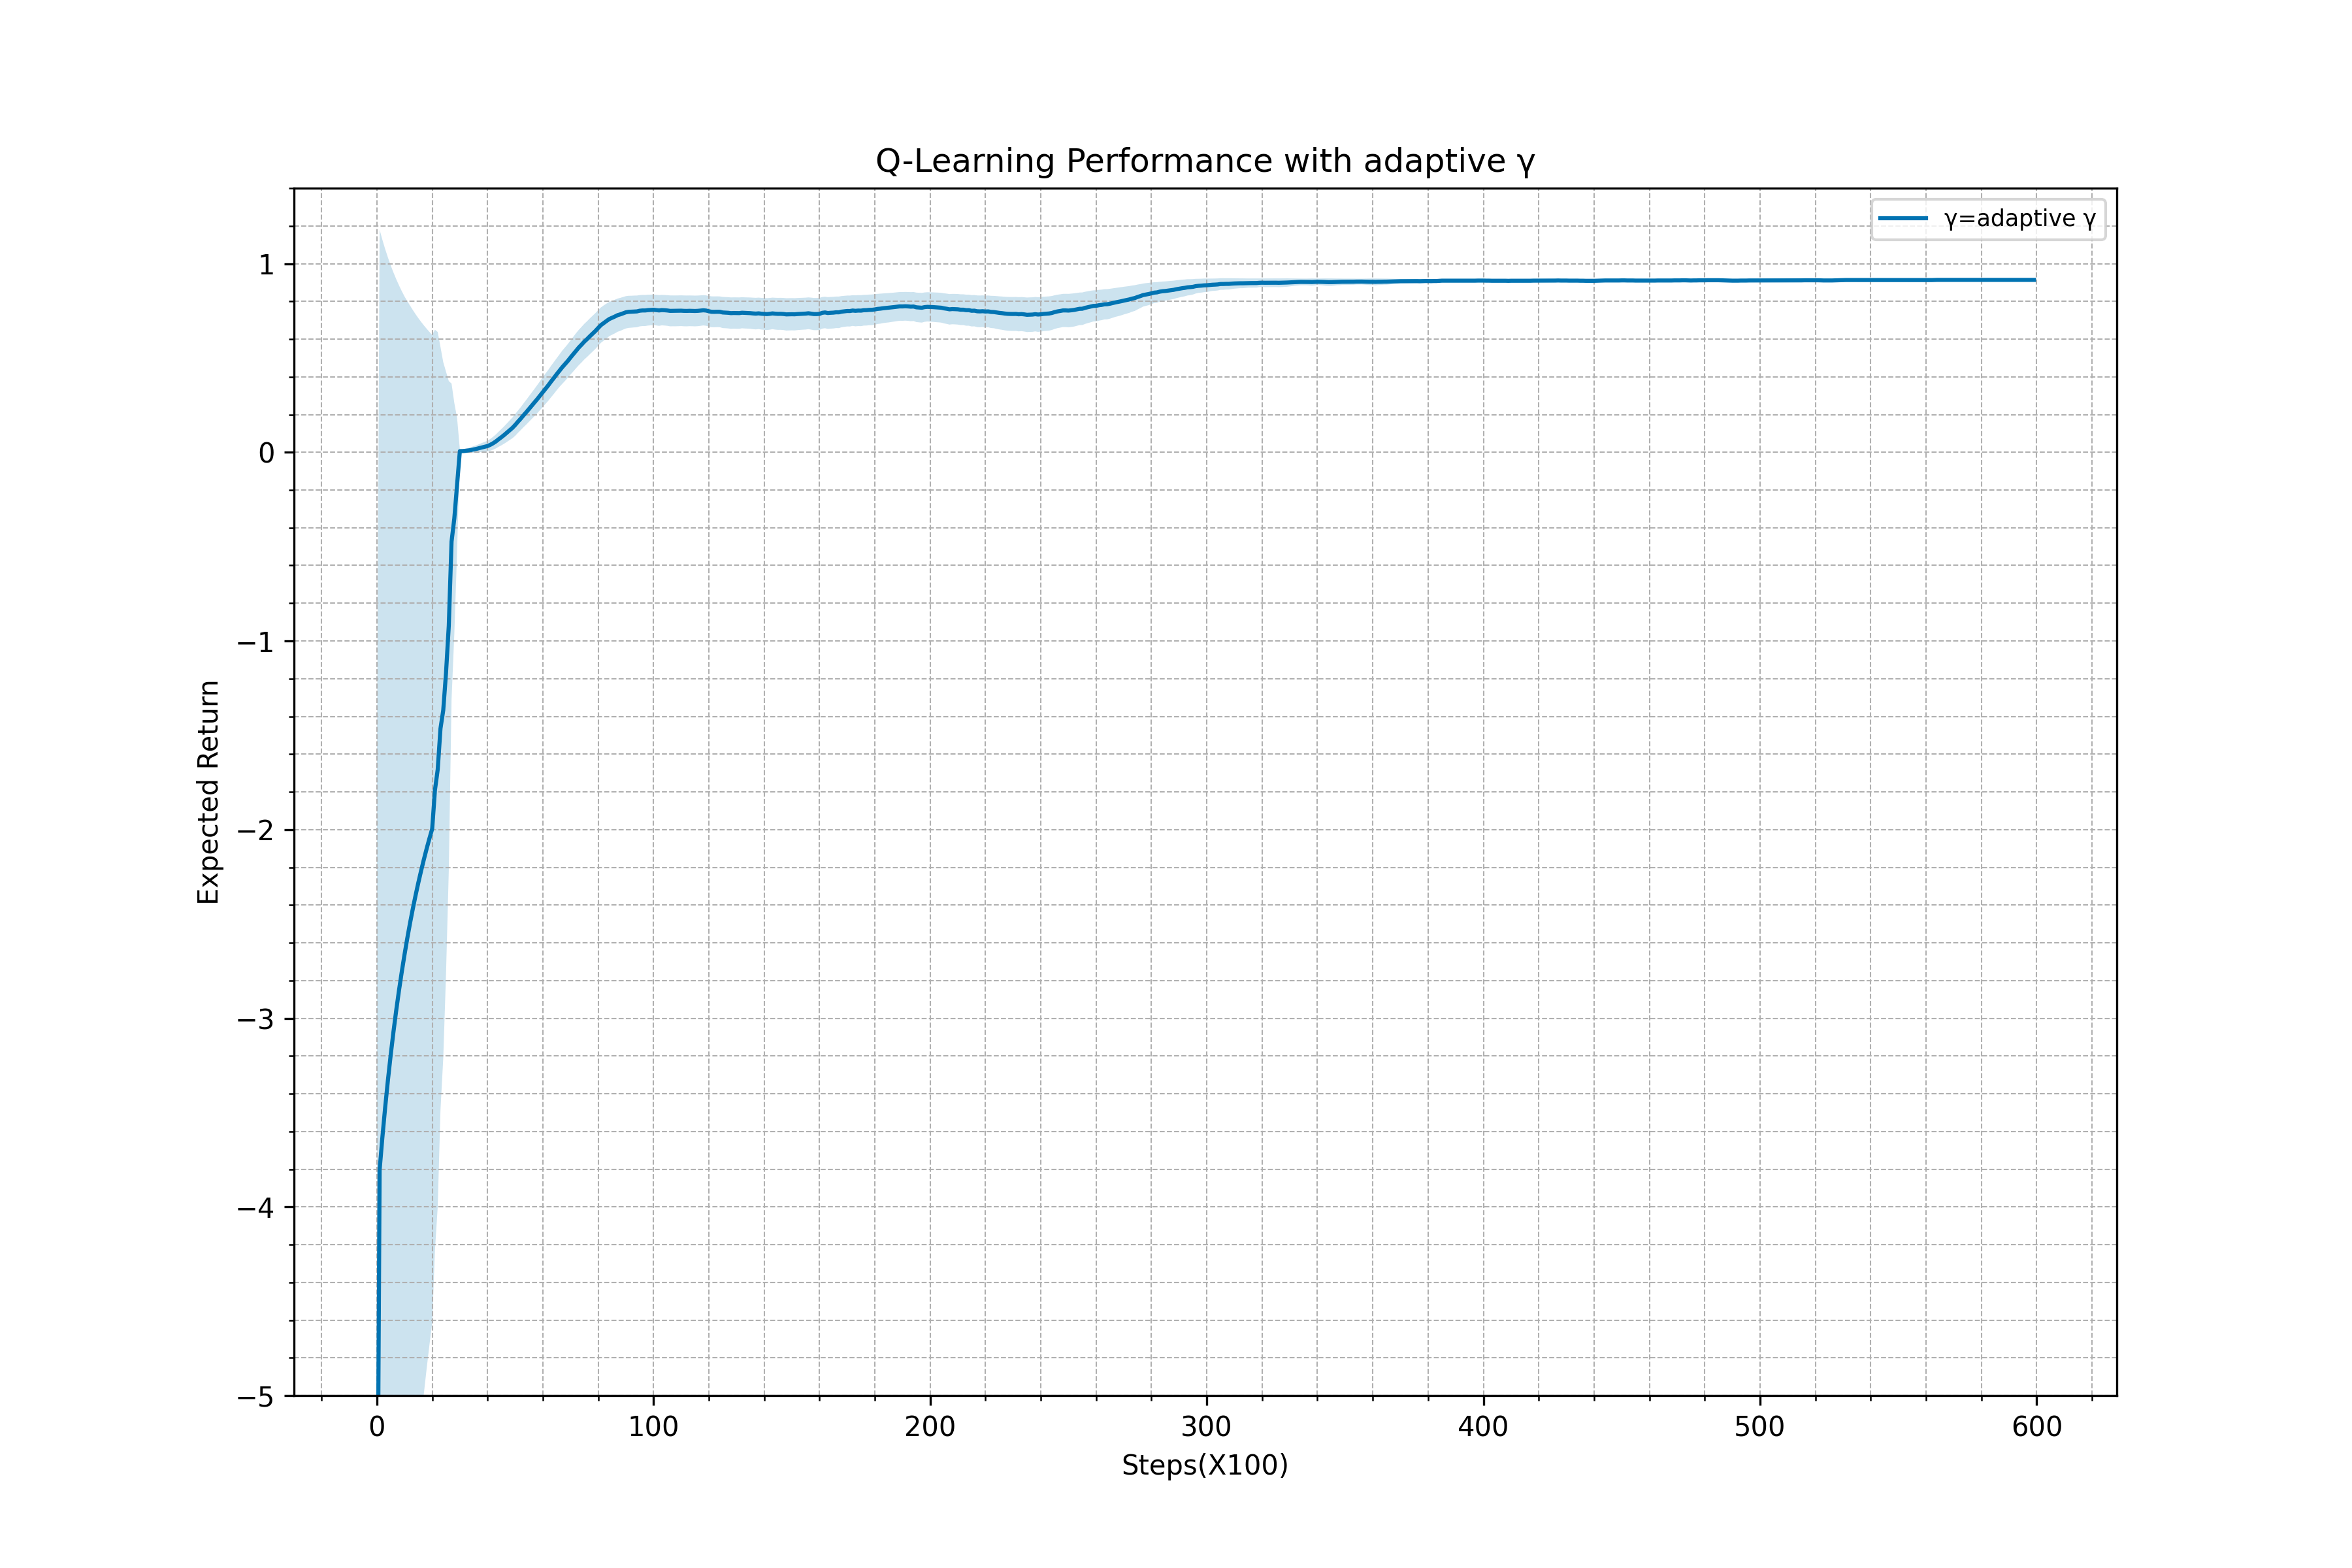 Q-Learning Performance with adaptive γ
γ=adaptive γ
Expected Return
1
0
−1
−2
−3
−4
−5
0 100 200 300 400 500 600
Steps(X100)